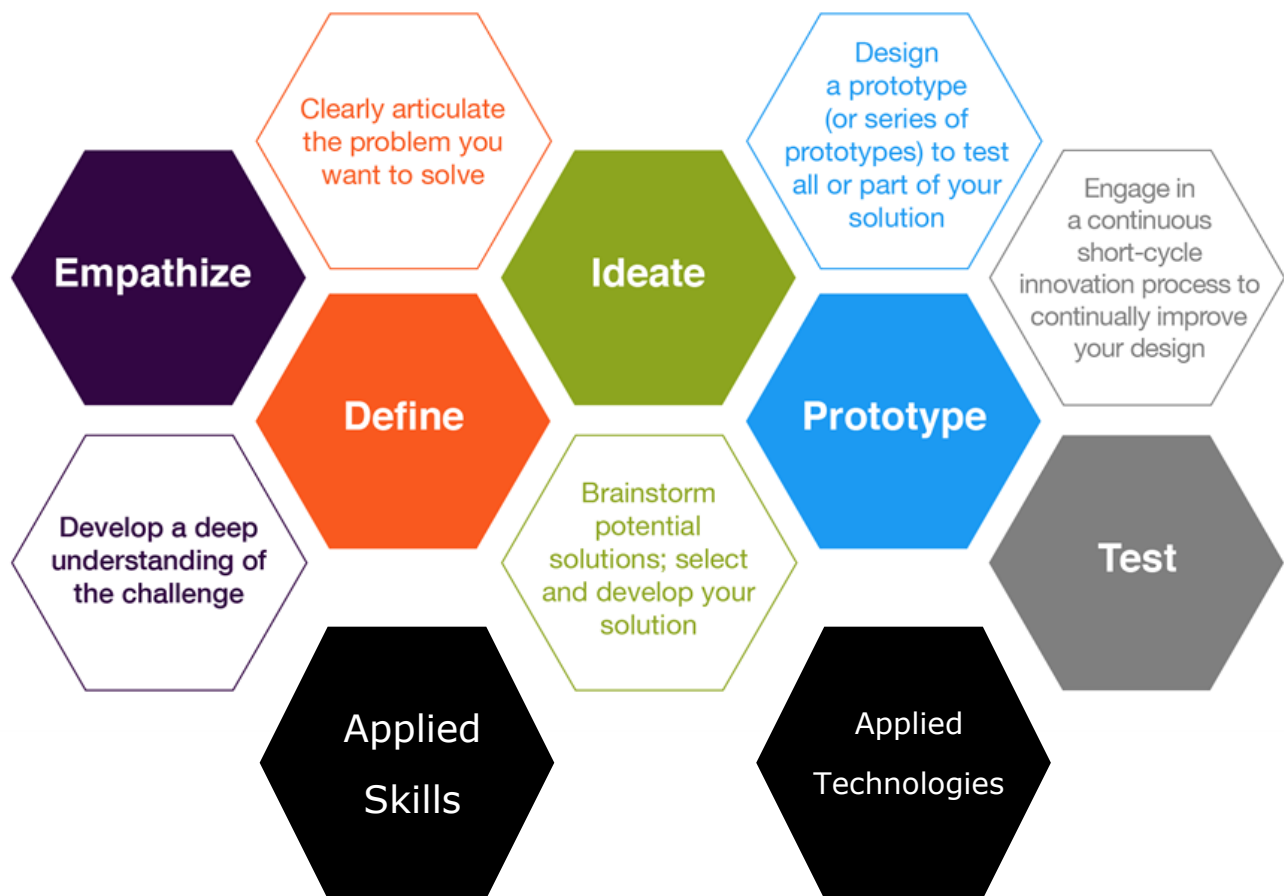 Empathize
Develop a deep
understanding of
the challenge
Clearly articulate
the problem you
want to solve
Define
Ideate
Brainstorm
potential
solutions; select
and develop your
solution
Design
a prototype
(or series of
prototypes) to test
all or part of your
solution
Prototype
Engage in
a continuous
short-cycle
innovation process to
continually improve
your design
Test
Applied
Skills
Applied
Technologies